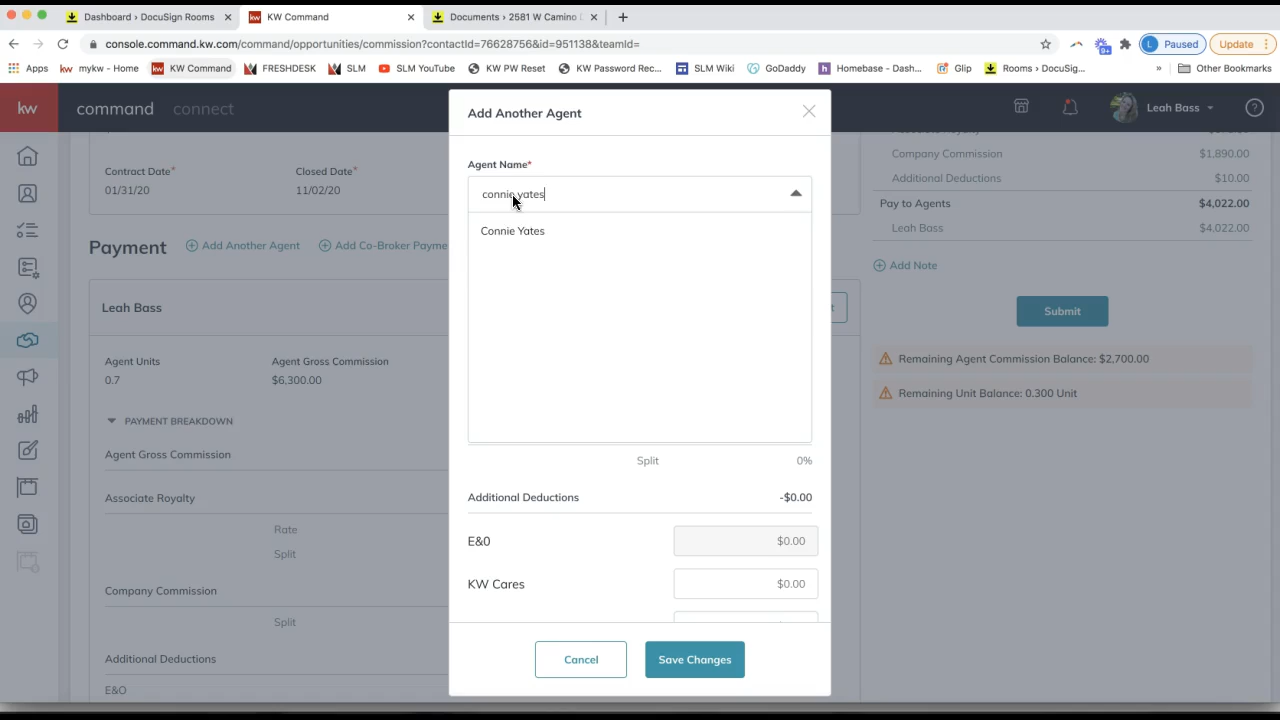 Dashboard › DocuSign Rooms
KW Command
Documents › 2581 W Camino
console.command.kw.com/command/opportunities/commission?contactId=76628756&id=951138&teamId=
L Paused
Update
Apps
kw mykw - Home
kw KW Command
FRESHDESK
SLM
SLM YouTube
KW PW Reset
KW Password Rec...
SLM Wiki
GoDaddy
Homebase - Dash...
Glip
Rooms › DocuSig...
»
Other Bookmarks
kw command connect
Leah Bass
Contract Date*
Closed Date*
01/31/20
11/02/20
Payment
Add Another Agent
Add Co-Broker Payme
Leah Bass
Agent Units
Agent Gross Commission
0.7
$6,300.00
PAYMENT BREAKDOWN
Agent Gross Commission
Associate Royalty
Rate
Split
Company Commission
Split
Additional Deductions
E&O
Add Another Agent
Agent Name*
connie yates
Connie Yates
Split 0%
Additional Deductions -$0.00
E&O $0.00
KW Cares $0.00
Cancel
Save Changes
Company Commission $1,890.00
Additional Deductions $10.00
Pay to Agents $4,022.00
Leah Bass $4,022.00
Add Note
Submit
Remaining Agent Commission Balance: $2,700.00
Remaining Unit Balance: 0.300 Unit